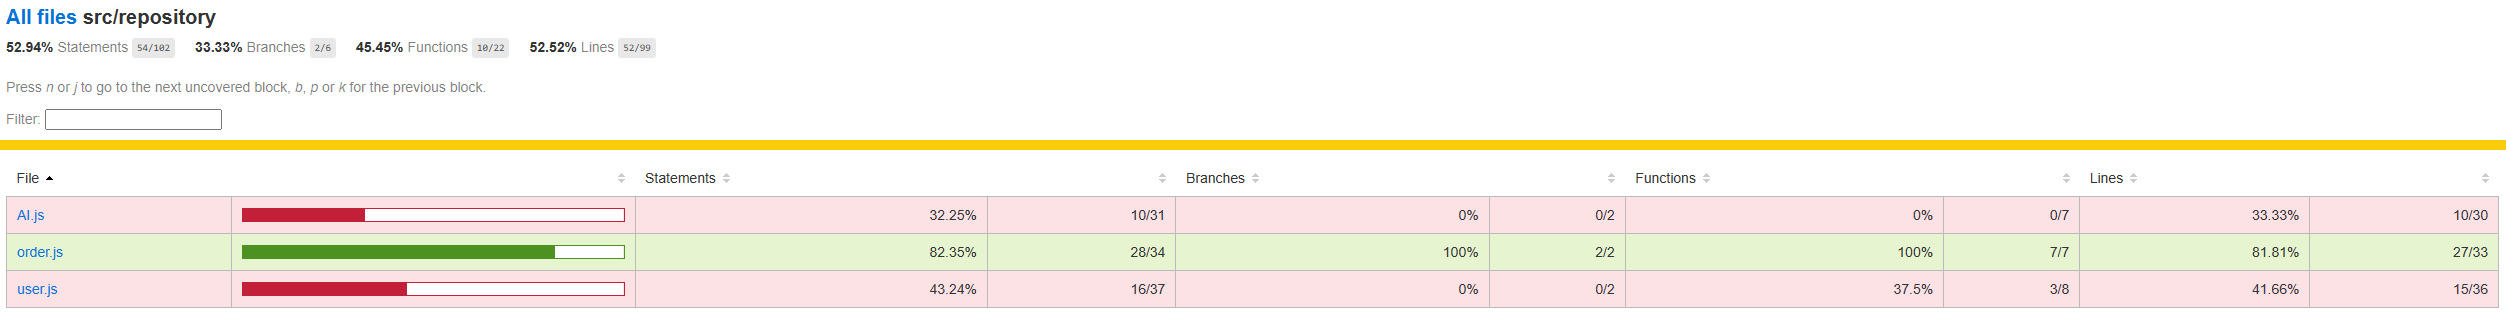 All files src/repository
52.94% Statements 54/102 33.33% Branches 2/6 45.45% Functions 10/22 52.52% Lines 52/99
Press n or j to go to the next uncovered block, b, p or k for the previous block.
Filter:
File Statements Branches Functions Lines
AI.js 32.25% 10/31 0% 0/2 0% 0/7 33.33% 10/30
order.js 82.35% 28/34 100% 2/2 100% 7/7 81.81% 27/33
user.js 43.24% 16/37 0% 0/2 37.5% 3/8 41.66% 15/36